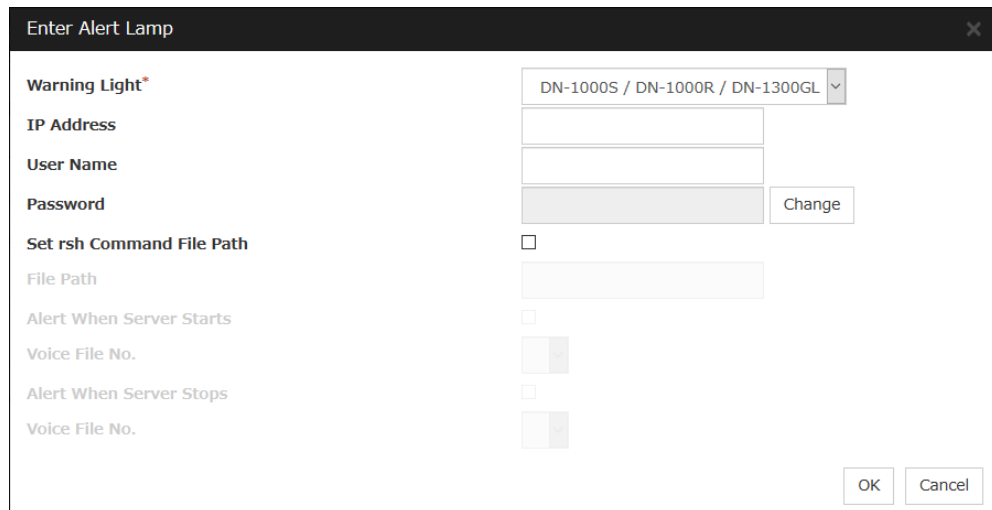 Enter Alert Lamp
Warning Light*
DN-1000S / DN-1000R / DN-1300GL
IP Address
User Name
Password
Change
Set rsh Command File Path
File Path
Alert When Server Starts
Voice File No.
Alert When Server Stops
Voice File No.
OK
Cancel